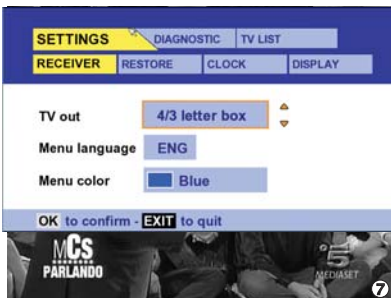 SETTINGS DIAGNOSTIC TV LIST
RECEIVER RESTORE CLOCK DISPLAY
TV out 4/3 letter box
Menu language ENG
Menu color Blue
OK to confirm - EXIT to quit
MCS
PARLANDO
5
MEDIASET
7